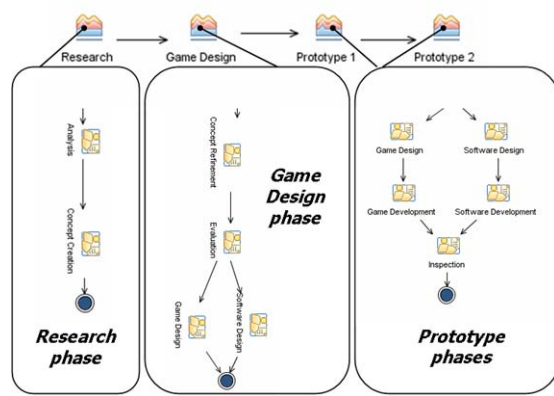 Research
Game Design
Prototype 1
Prototype 2
Analysis
Concept Creation
Research
phase
Concept Refinement
Evaluation
Game Design
Software Design
Game
Design
phase
Game Design
Software Design
Game Development
Software Development
Inspection
Prototype
phases